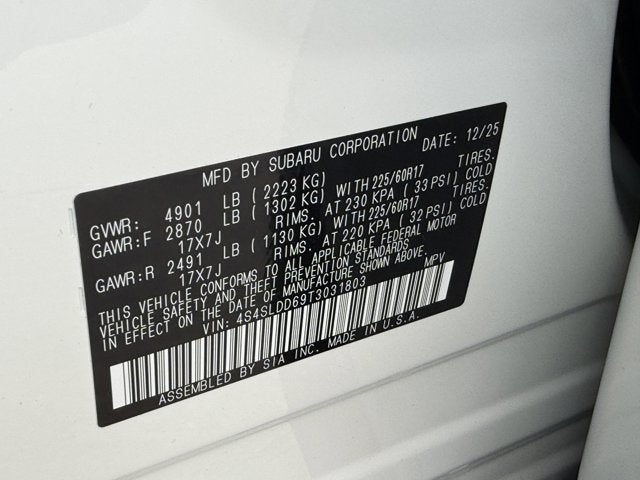 MFD BY SUBARU CORPORATION DATE: 12/25
GVWR: 4901 LB (2223 KG)
GAWR:F 2870 LB (1302 KG) WITH 225/60R17 TIRES.
17X7J RIMS. AT 230 KPA (33 PSI) COLD
GAWR:R 2491 LB (1130 KG) WITH 225/60R17 TIRES.
17X7J RIMS. AT 220 KPA (32 PSI) COLD
THIS VEHICLE CONFORMS TO ALL APPLICABLE FEDERAL MOTOR
VEHICLE SAFETY AND THEFT PREVENTION STANDARDS
IN EFFECT ON THE DATE OF MANUFACTURE SHOWN ABOVE.
VIN: 4S4SLDD69T3031803 MPV
ASSEMBLED BY SIA INC. MADE IN U.S.A.